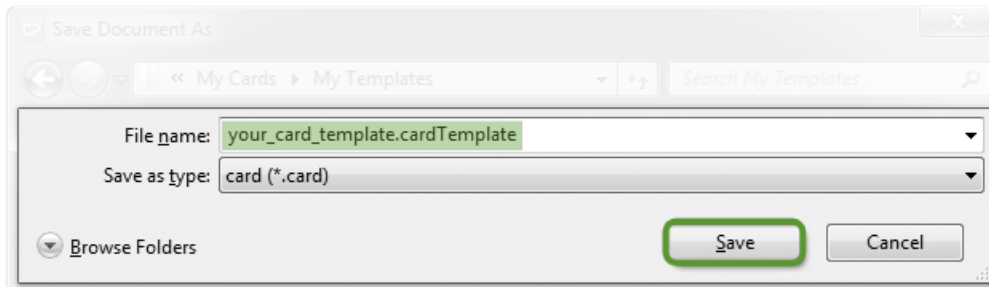 Save Document As
« My Cards ▸ My Templates Search My Templates
File name: your_card_template.cardTemplate
Save as type: card (*.card)
Browse Folders Save Cancel